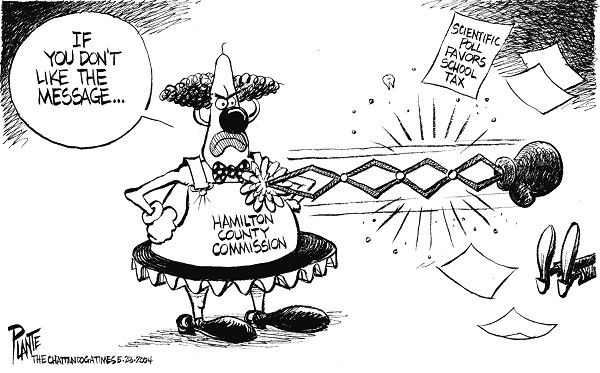 IF
YOU DON'T
LIKE THE
MESSAGE...
SCIENTIFIC
POLL
FAVORS
SCHOOL
TAX
HAMILTON
COUNTY
COMMISSION
PLANTE
THE CHATTANOOGA TIMES 5-28-2004